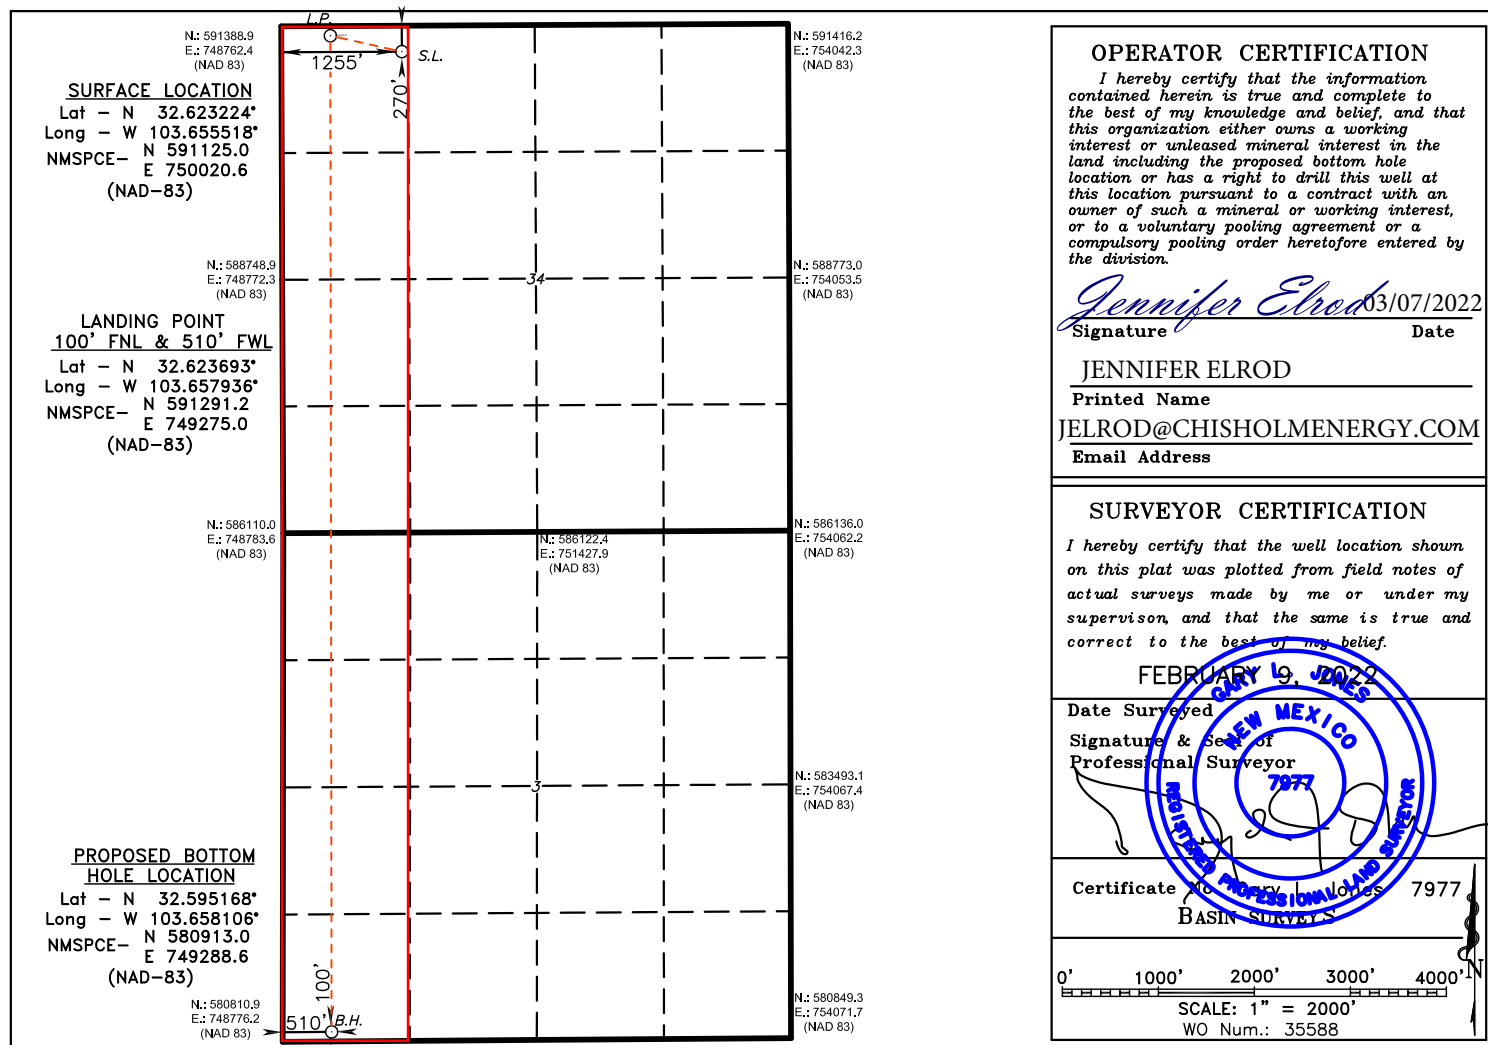 L.P.
N.: 591388.9
E.: 748762.4
(NAD 83)
1255'
S.L.
270'
N.: 591416.2
E.: 754042.3
(NAD 83)
SURFACE LOCATION
Lat - N 32.623224°
Long - W 103.655518°
NMSPCE- N 591125.0
E 750020.6
(NAD-83)
N.: 588748.9
E.: 748772.3
(NAD 83)
34
N.: 588773.0
E.: 754053.5
(NAD 83)
LANDING POINT
100' FNL & 510' FWL
Lat - N 32.623693°
Long - W 103.657936°
NMSPCE- N 591291.2
E 749275.0
(NAD-83)
N.: 586110.0
E.: 748783.6
(NAD 83)
N.: 586122.4
E.: 751427.9
(NAD 83)
N.: 586136.0
E.: 754062.2
(NAD 83)
3
N.: 583493.1
E.: 754067.4
(NAD 83)
PROPOSED BOTTOM
HOLE LOCATION
Lat - N 32.595168°
Long - W 103.658106°
NMSPCE- N 580913.0
E 749288.6
(NAD-83)
N.: 580810.9
E.: 748776.2
(NAD 83)
100'
510'
B.H.
N.: 580849.3
E.: 754071.7
(NAD 83)
OPERATOR CERTIFICATION
I hereby certify that the information
contained herein is true and complete to
the best of my knowledge and belief, and that
this organization either owns a working
interest or unleased mineral interest in the
land including the proposed bottom hole
location or has a right to drill this well at
this location pursuant to a contract with an
owner of such a mineral or working interest,
or to a voluntary pooling agreement or a
compulsory pooling order heretofore entered by
the division.
Jennifer Elrod 03/07/2022
Signature Date
JENNIFER ELROD
Printed Name
JELROD@CHISHOLMENERGY.COM
Email Address
SURVEYOR CERTIFICATION
I hereby certify that the well location shown
on this plat was plotted from field notes of
actual surveys made by me or under my
supervison, and that the same is true and
correct to the best of my belief.
FEBRUARY 9, 2022
Date Surveyed
Signature & Seal of
Professional Surveyor
GARY L. JONES
NEW MEXICO
7977
REGISTERED PROFESSIONAL LAND SURVEYOR
Certificate No. Gary L. Jones 7977
BASIN SURVEYS
0' 1000' 2000' 3000' 4000'
N
SCALE: 1" = 2000'
WO Num.: 35588